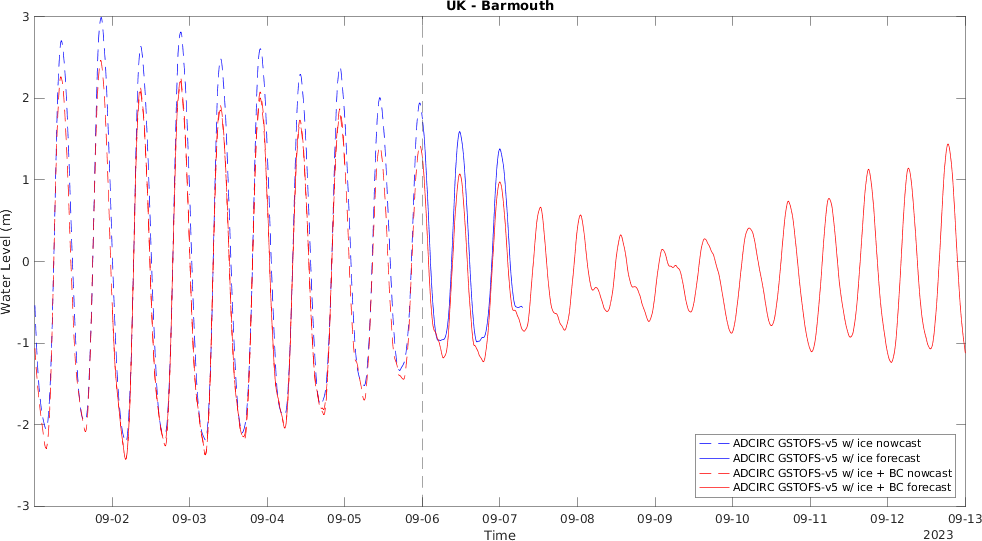 UK - Barmouth
3
2
1
0
-1
-2
-3
Water Level (m)
ADCIRC GSTOFS-v5 w/ ice nowcast
ADCIRC GSTOFS-v5 w/ ice forecast
ADCIRC GSTOFS-v5 w/ ice + BC nowcast
ADCIRC GSTOFS-v5 w/ ice + BC forecast
09-02 09-03 09-04 09-05 09-06 09-07 09-08 09-09 09-10 09-11 09-12 09-13
Time
2023